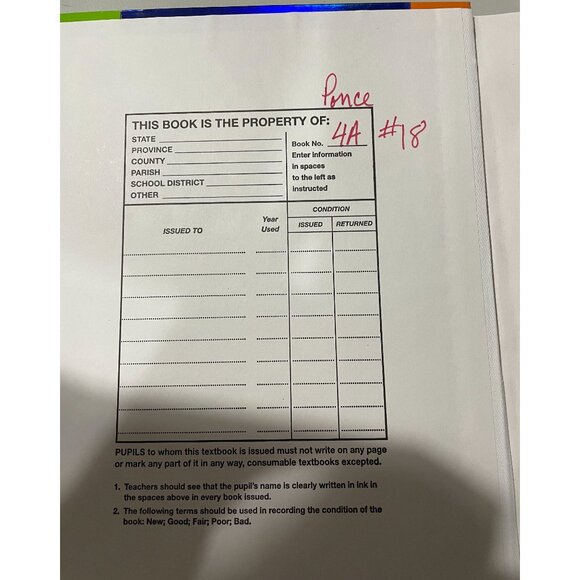 Ponce
THIS BOOK IS THE PROPERTY OF:
STATE
PROVINCE
COUNTY
PARISH
SCHOOL DISTRICT
OTHER
Book No. 4A #18
Enter information
in spaces
to the left as
instructed
ISSUED TO
Year
Used
CONDITION
ISSUED RETURNED
PUPILS to whom this textbook is issued must not write on any page
or mark any part of it in any way, consumable textbooks excepted.
1. Teachers should see that the pupil's name is clearly written in ink in
the spaces above in every book issued.
2. The following terms should be used in recording the condition of the
book: New; Good; Fair; Poor; Bad.